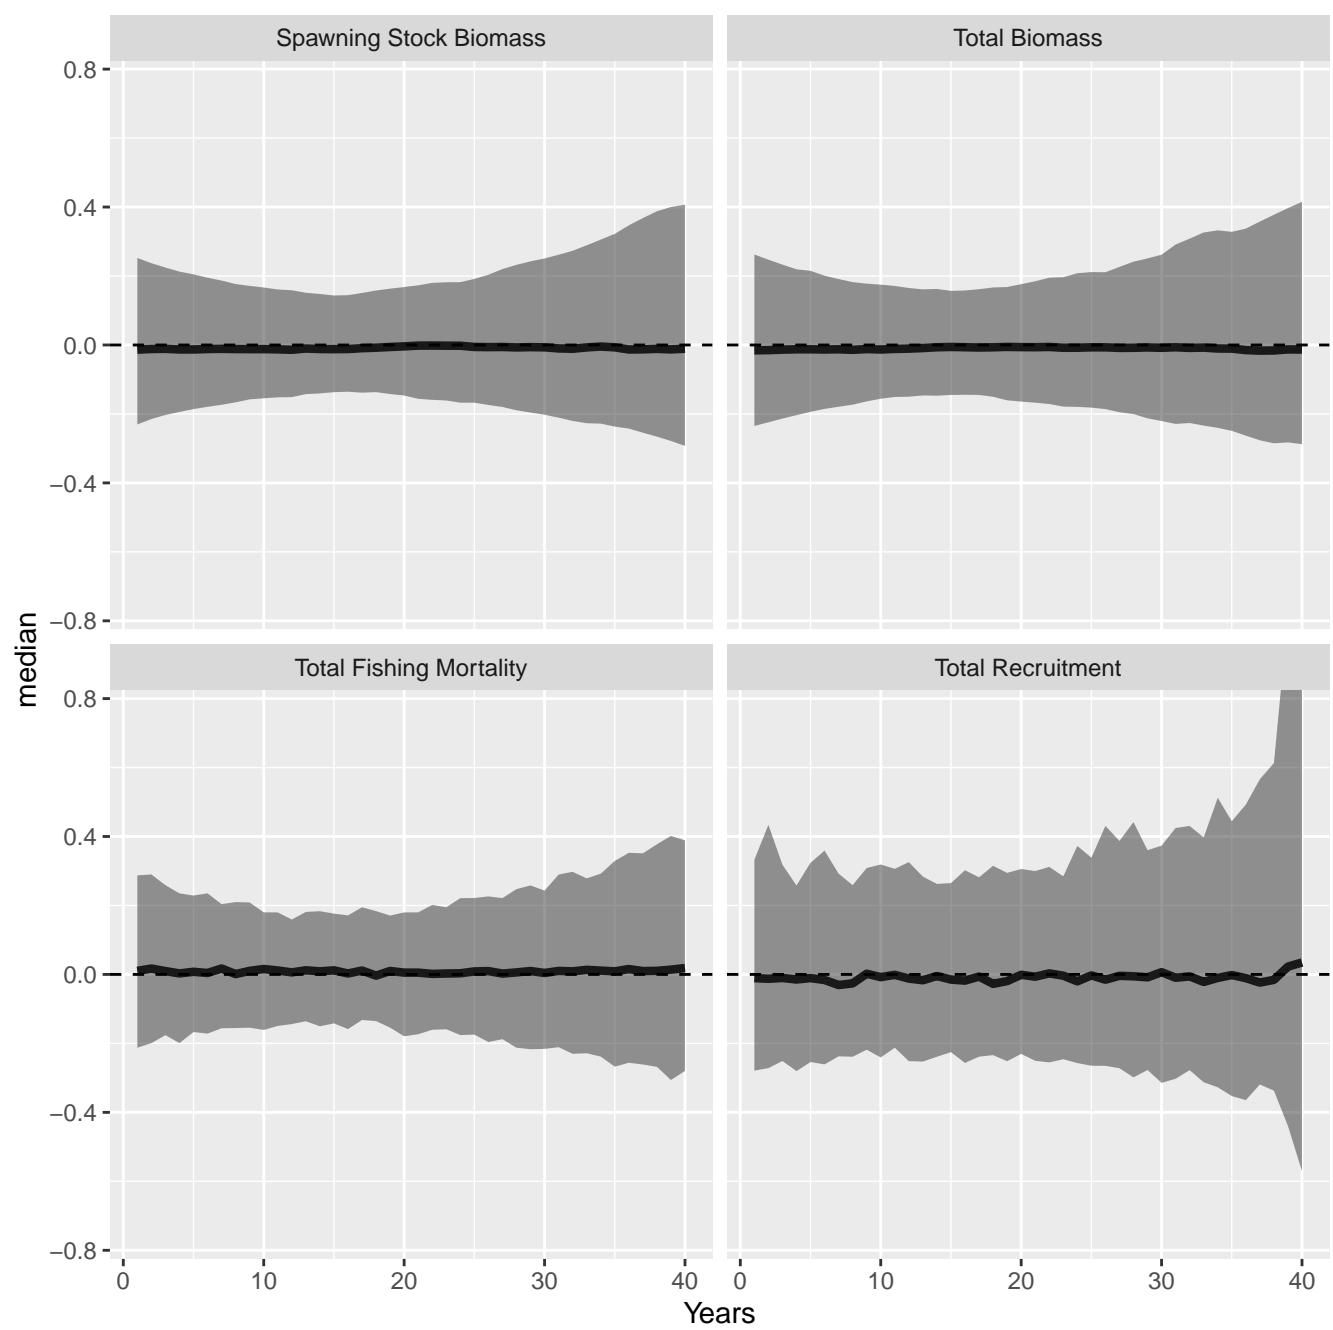 Spawning Stock Biomass
Total Biomass
0.8
0.4
0.0
−0.4
−0.8
Total Fishing Mortality
Total Recruitment
0.8
0.4
0.0
−0.4
−0.8
0 10 20 30 40
0 10 20 30 40
Years
median